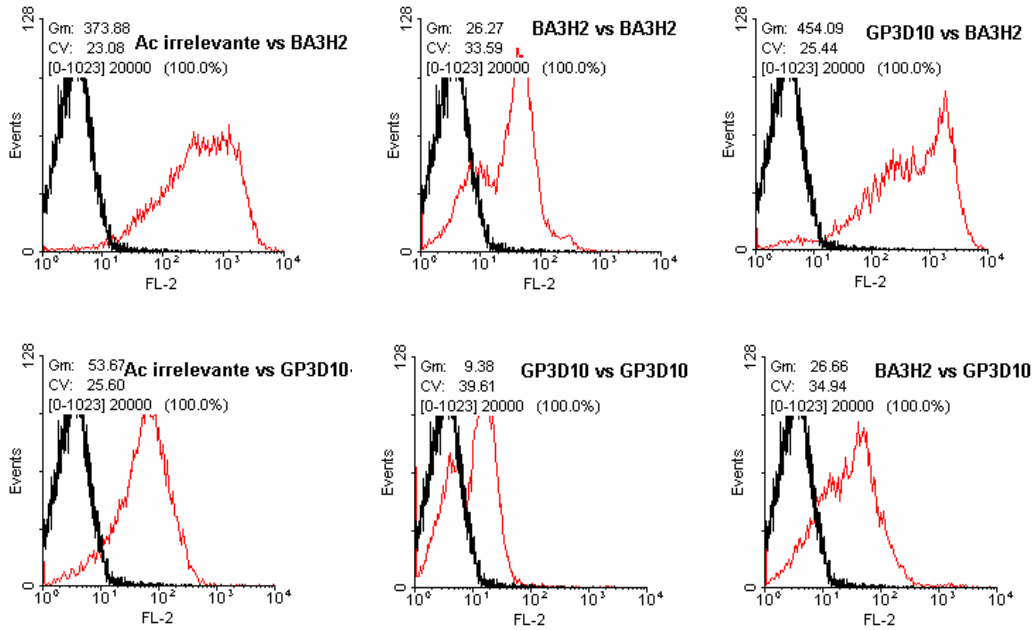 128
Gm: 373.88
CV: 23.08
Ac irrelevante vs BA3H2
[0-1023] 20000 (100.0%)
Events
0
10⁰ 10¹ 10² 10³ 10⁴
FL-2
128
Gm: 26.27
CV: 33.59
BA3H2 vs BA3H2
[0-1023] 20000 (100.0%)
Events
0
10⁰ 10¹ 10² 10³ 10⁴
FL-2
128
Gm: 454.09
CV: 25.44
GP3D10 vs BA3H2
[0-1023] 20000 (100.0%)
Events
0
10⁰ 10¹ 10² 10³ 10⁴
FL-2
128
Gm: 53.67
CV: 25.60
Ac irrelevante vs GP3D10
[0-1023] 20000 (100.0%)
Events
0
10⁰ 10¹ 10² 10³ 10⁴
FL-2
128
Gm: 9.38
CV: 39.61
GP3D10 vs GP3D10
[0-1023] 20000 (100.0%)
Events
0
10⁰ 10¹ 10² 10³ 10⁴
FL-2
128
Gm: 26.66
CV: 34.94
BA3H2 vs GP3D10
[0-1023] 20000 (100.0%)
Events
0
10⁰ 10¹ 10² 10³ 10⁴
FL-2